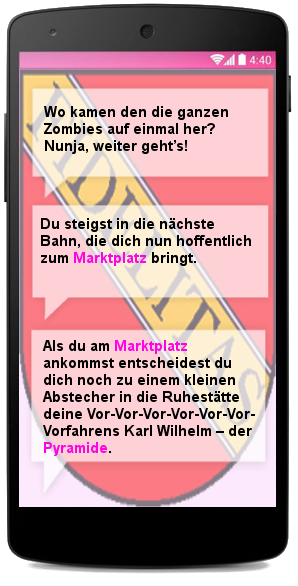 4:40
FIDELITAS
Wo kamen den die ganzen
Zombies auf einmal her?
Nunja, weiter geht's!
Du steigst in die nächste
Bahn, die dich nun hoffentlich
zum Marktplatz bringt.
Als du am Marktplatz
ankommst entscheidest du
dich noch zu einem kleinen
Abstecher in die Ruhestätte
deine Vor-Vor-Vor-Vor-Vor-Vor-
Vorfahrens Karl Wilhelm – der
Pyramide.